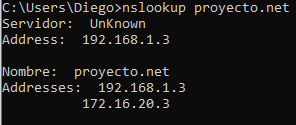 C:\Users\Diego>nslookup proyecto.net
Servidor:  UnKnown
Address:  192.168.1.3

Nombre:  proyecto.net
Addresses:  192.168.1.3
          172.16.20.3